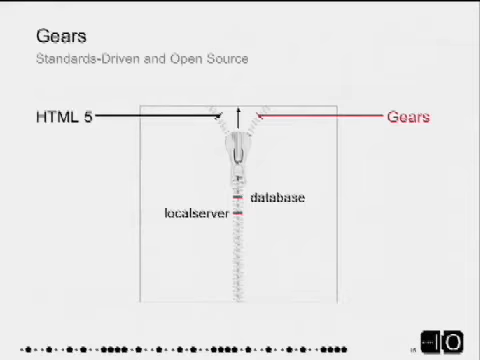 Gears
Standards-Driven and Open Source
HTML 5
Gears
database
localserver
IO